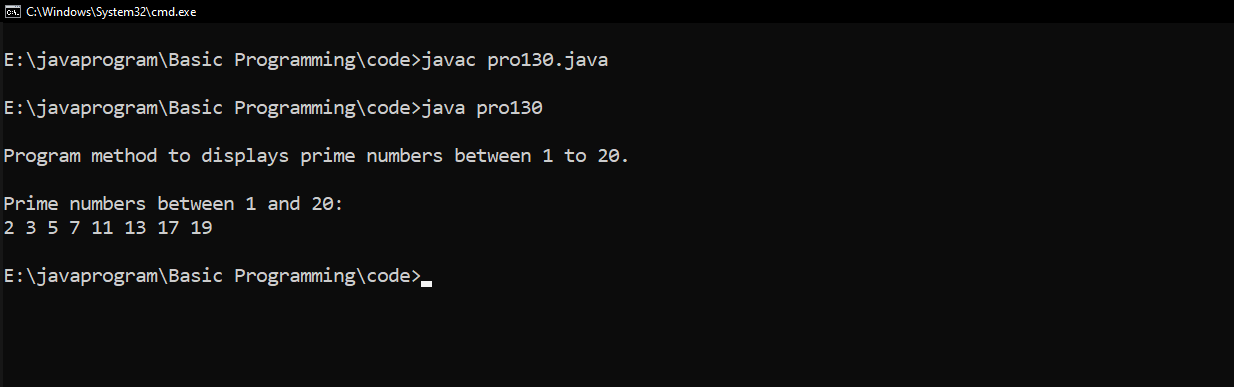 C:\Windows\System32\cmd.exe
E:\javaprogram\Basic Programming\code>javac pro130.java
E:\javaprogram\Basic Programming\code>java pro130
Program method to displays prime numbers between 1 to 20.
Prime numbers between 1 and 20:
2 3 5 7 11 13 17 19
E:\javaprogram\Basic Programming\code>